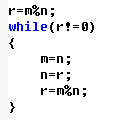 r=m%n;
while(r!=0)
{
m=n;
n=r;
r=m%n;
}